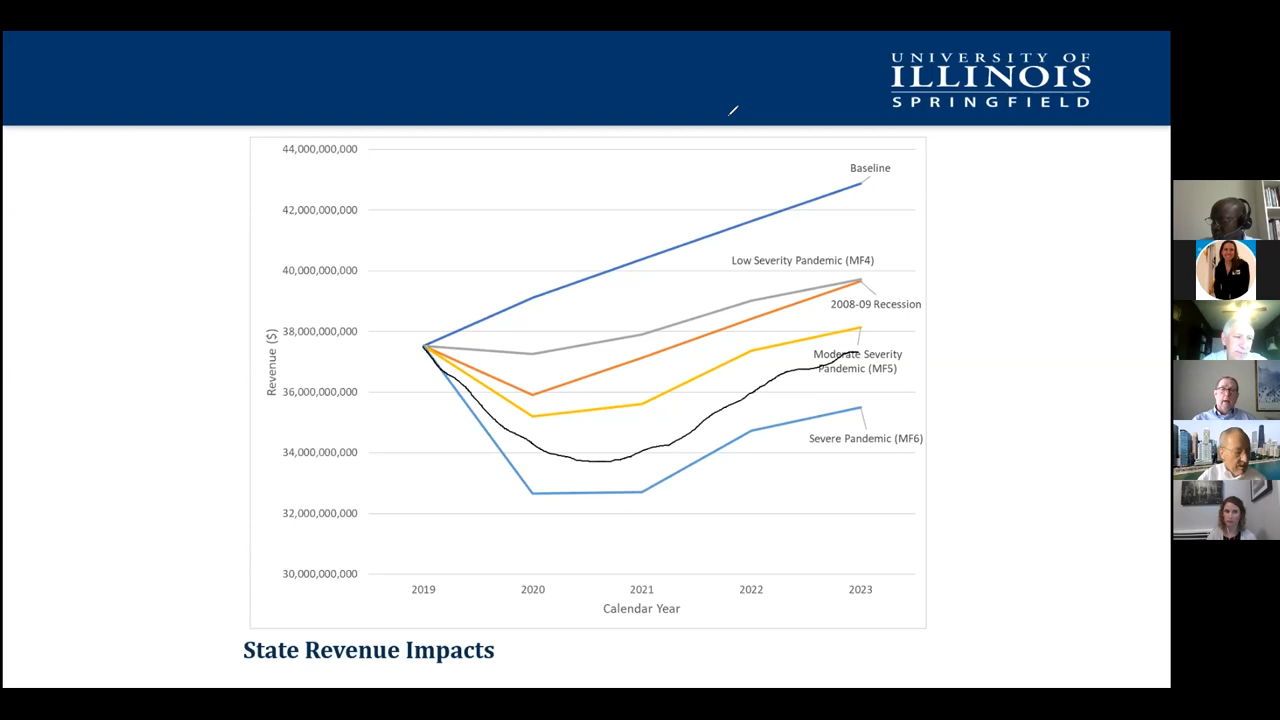 UNIVERSITY OF
ILLINOIS
SPRINGFIELD
44,000,000,000
42,000,000,000
40,000,000,000
38,000,000,000
36,000,000,000
34,000,000,000
32,000,000,000
30,000,000,000
Revenue ($)
Baseline
Low Severity Pandemic (MF4)
2008-09 Recession
Moderate Severity
Pandemic (MF5)
Severe Pandemic (MF6)
2019 2020 2021 2022 2023
Calendar Year
State Revenue Impacts